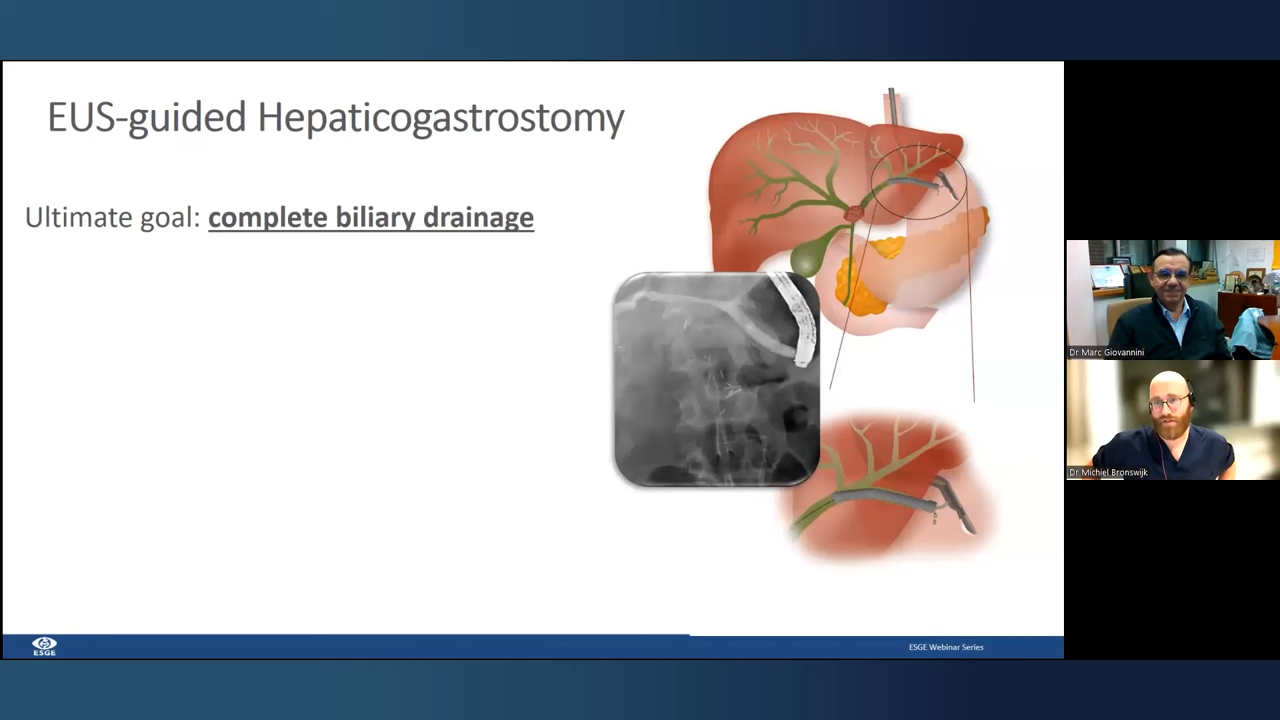 EUS-guided Hepaticogastrostomy
Ultimate goal: complete biliary drainage
Dr Marc Giovannini
Dr Michiel Bronswijk
ESGE
ESGE Webinar Series